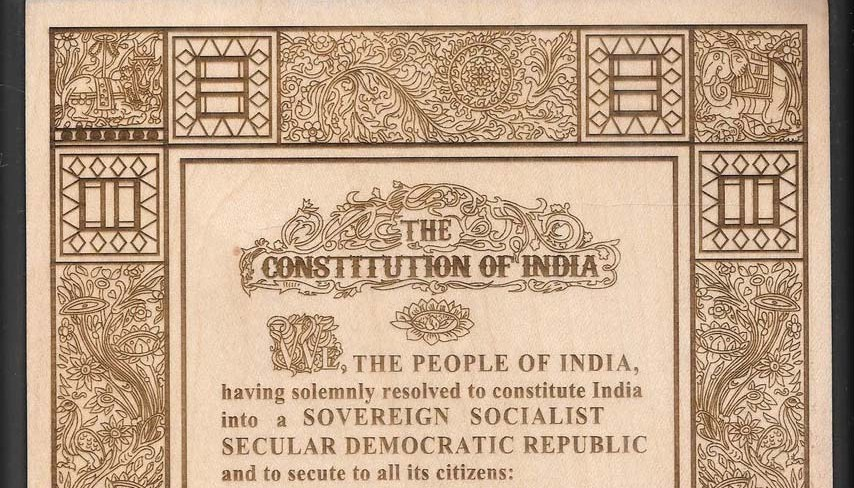 THE
CONSTITUTION OF INDIA
WE, THE PEOPLE OF INDIA,
having solemnly resolved to constitute India
into a SOVEREIGN SOCIALIST
SECULAR DEMOCRATIC REPUBLIC
and to secute to all its citizens: